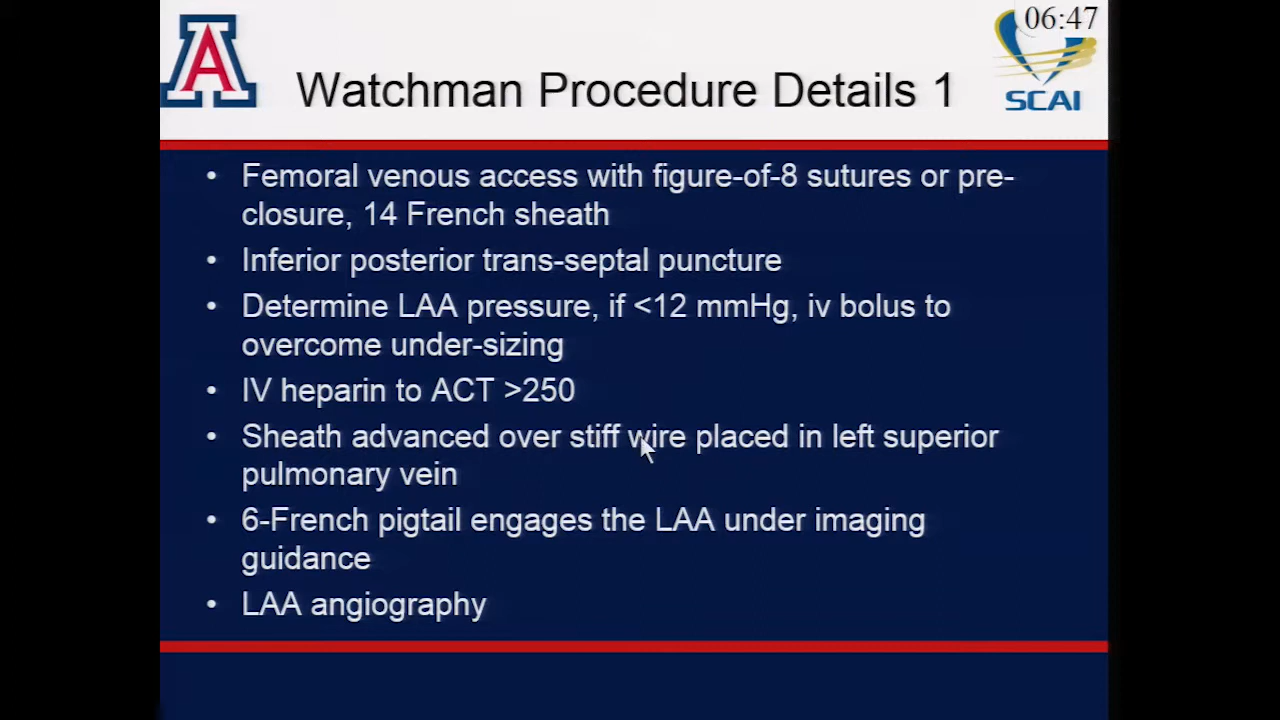 A
06:47
SCAI
Watchman Procedure Details 1
• Femoral venous access with figure-of-8 sutures or pre-
closure, 14 French sheath
• Inferior posterior trans-septal puncture
• Determine LAA pressure, if <12 mmHg, iv bolus to
overcome under-sizing
• IV heparin to ACT >250
• Sheath advanced over stiff wire placed in left superior
pulmonary vein
• 6-French pigtail engages the LAA under imaging
guidance
• LAA angiography